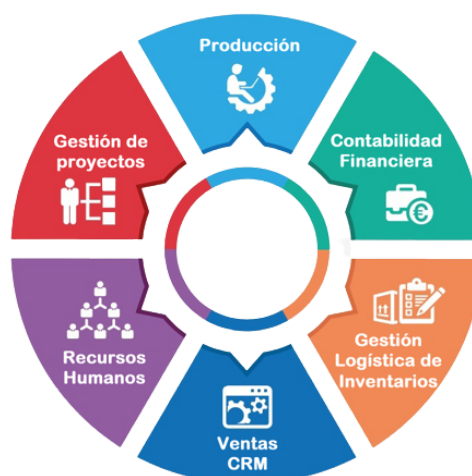 Producción
Contabilidad
Financiera
Gestión
Logística de
Inventarios
Ventas
CRM
Recursos
Humanos
Gestión de
proyectos